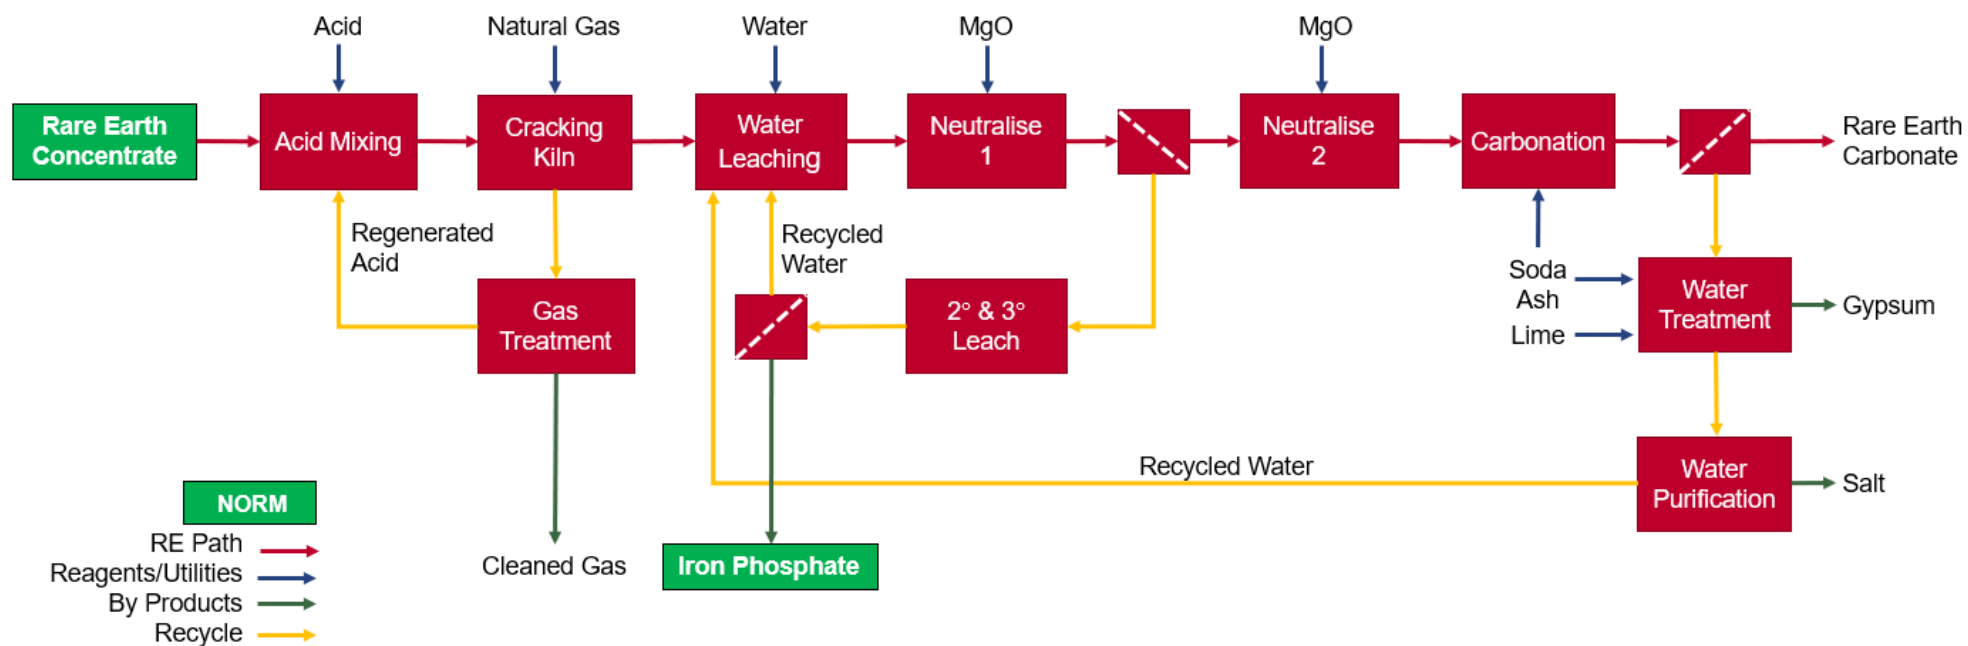 Acid
Natural Gas
Water
MgO
MgO
Rare Earth
Concentrate
Acid Mixing
Cracking
Kiln
Water
Leaching
Neutralise
1
Neutralise
2
Carbonation
Rare Earth
Carbonate
Regenerated
Acid
Recycled
Water
Gas
Treatment
2° & 3°
Leach
Soda
Ash
Lime
Water
Treatment
Gypsum
Recycled Water
Water
Purification
Salt
Cleaned Gas
Iron Phosphate
NORM
RE Path
Reagents/Utilities
By Products
Recycle